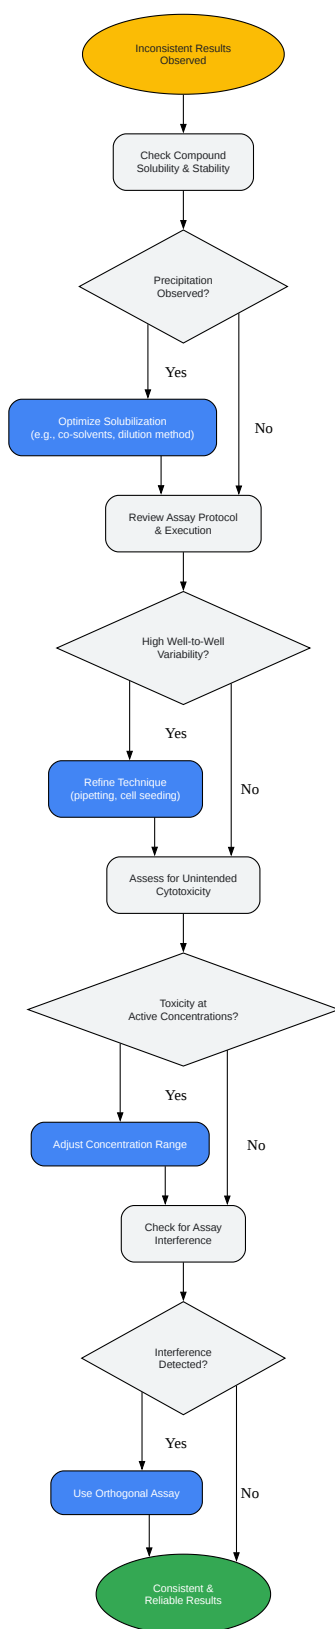 Inconsistent Results
Observed
Check Compound
Solubility & Stability
Precipitation
Observed?
Yes
Optimize Solubilization
(e.g., co-solvents, dilution method)
No
Review Assay Protocol
& Execution
High Well-to-Well
Variability?
Yes
Refine Technique
(pipetting, cell seeding)
No
Assess for Unintended
Cytotoxicity
Toxicity at
Active Concentrations?
Yes
Adjust Concentration Range
No
Check for Assay
Interference
Interference
Detected?
Yes
Use Orthogonal Assay
No
Consistent &
Reliable Results